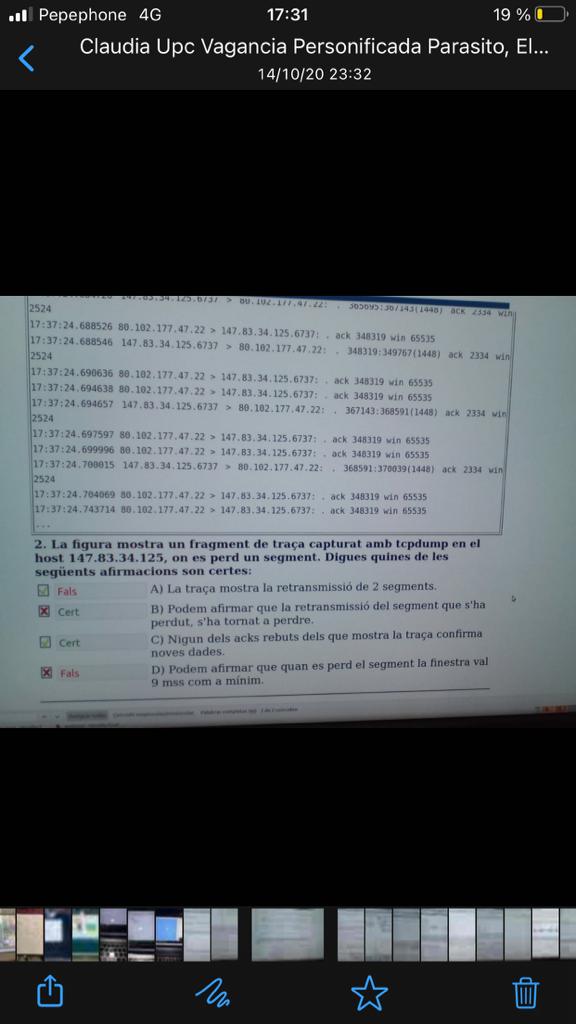 Pepephone 4G 17:31 19 %
Claudia Upc Vagancia Personificada Parasito, El...
14/10/20 23:32
147.83.34.125.6737 > 80.102.177.47.22: . 365695:367143(1448) ack 2334 win
2524
17:37:24.688526 80.102.177.47.22 > 147.83.34.125.6737: . ack 348319 win 65535
17:37:24.688546 147.83.34.125.6737 > 80.102.177.47.22: . 348319:349767(1448) ack 2334 win
2524
17:37:24.690636 80.102.177.47.22 > 147.83.34.125.6737: . ack 348319 win 65535
17:37:24.694638 80.102.177.47.22 > 147.83.34.125.6737: . ack 348319 win 65535
17:37:24.694657 147.83.34.125.6737 > 80.102.177.47.22: . 367143:368591(1448) ack 2334 win
2524
17:37:24.697597 80.102.177.47.22 > 147.83.34.125.6737: . ack 348319 win 65535
17:37:24.699996 80.102.177.47.22 > 147.83.34.125.6737: . ack 348319 win 65535
17:37:24.700015 147.83.34.125.6737 > 80.102.177.47.22: . 368591:370039(1448) ack 2334 win
2524
17:37:24.704069 80.102.177.47.22 > 147.83.34.125.6737: . ack 348319 win 65535
17:37:24.743714 80.102.177.47.22 > 147.83.34.125.6737: . ack 348319 win 65535
...
2. La figura mostra un fragment de traça capturat amb tcpdump en el
host 147.83.34.125, on es perd un segment. Digues quines de les
següents afirmacions son certes:
Fals A) La traça mostra la retransmissió de 2 segments.
Cert B) Podem afirmar que la retransmissió del segment que s'ha
perdut, s'ha tornat a perdre.
Cert C) Nigun dels acks rebuts dels que mostra la traça confirma
noves dades.
Fals D) Podem afirmar que quan es perd el segment la finestra val
9 mss com a mínim.